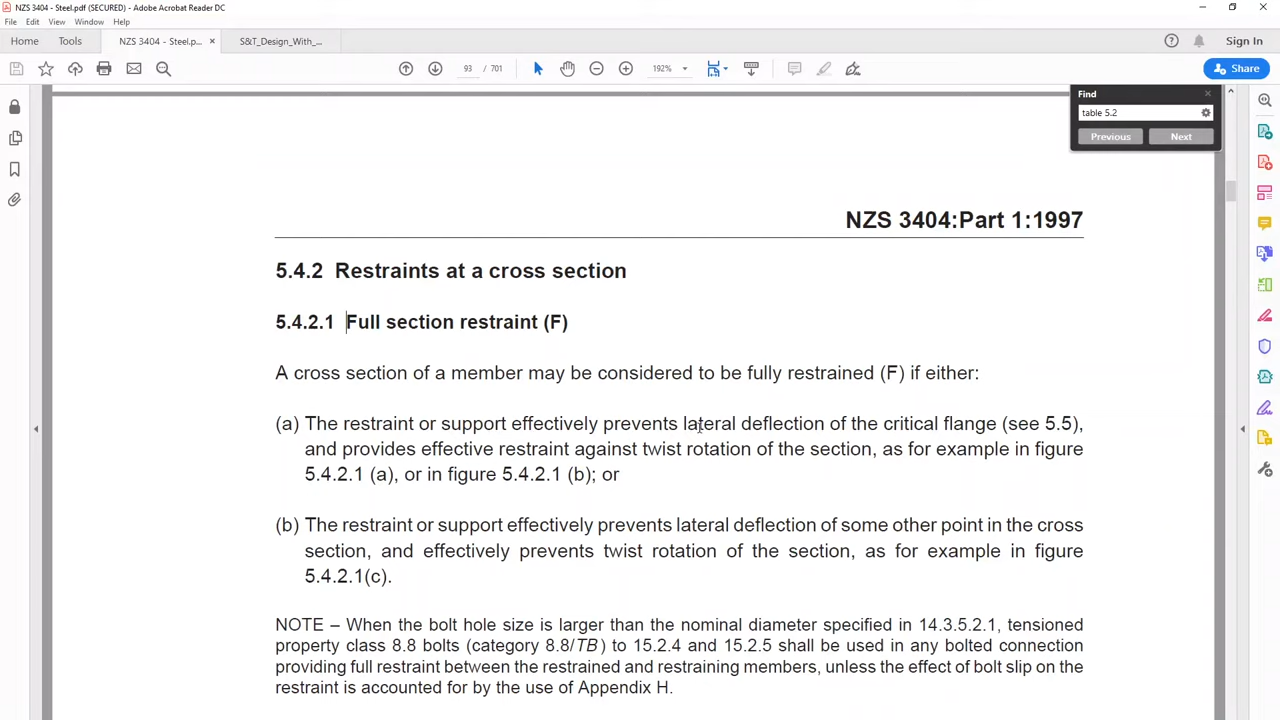 NZS 3404 - Steel.pdf (SECURED) - Adobe Acrobat Reader DC
File Edit View Window Help
Home Tools NZS 3404 - Steel.p... × S&T_Design_With_... Sign In
93 / 701 192% Share
Find
table 5.2
Previous Next
NZS 3404:Part 1:1997
5.4.2 Restraints at a cross section
5.4.2.1 Full section restraint (F)
A cross section of a member may be considered to be fully restrained (F) if either:
(a) The restraint or support effectively prevents lateral deflection of the critical flange (see 5.5),
and provides effective restraint against twist rotation of the section, as for example in figure
5.4.2.1 (a), or in figure 5.4.2.1 (b); or
(b) The restraint or support effectively prevents lateral deflection of some other point in the cross
section, and effectively prevents twist rotation of the section, as for example in figure
5.4.2.1(c).
NOTE – When the bolt hole size is larger than the nominal diameter specified in 14.3.5.2.1, tensioned
property class 8.8 bolts (category 8.8/TB) to 15.2.4 and 15.2.5 shall be used in any bolted connection
providing full restraint between the restrained and restraining members, unless the effect of bolt slip on the
restraint is accounted for by the use of Appendix H.